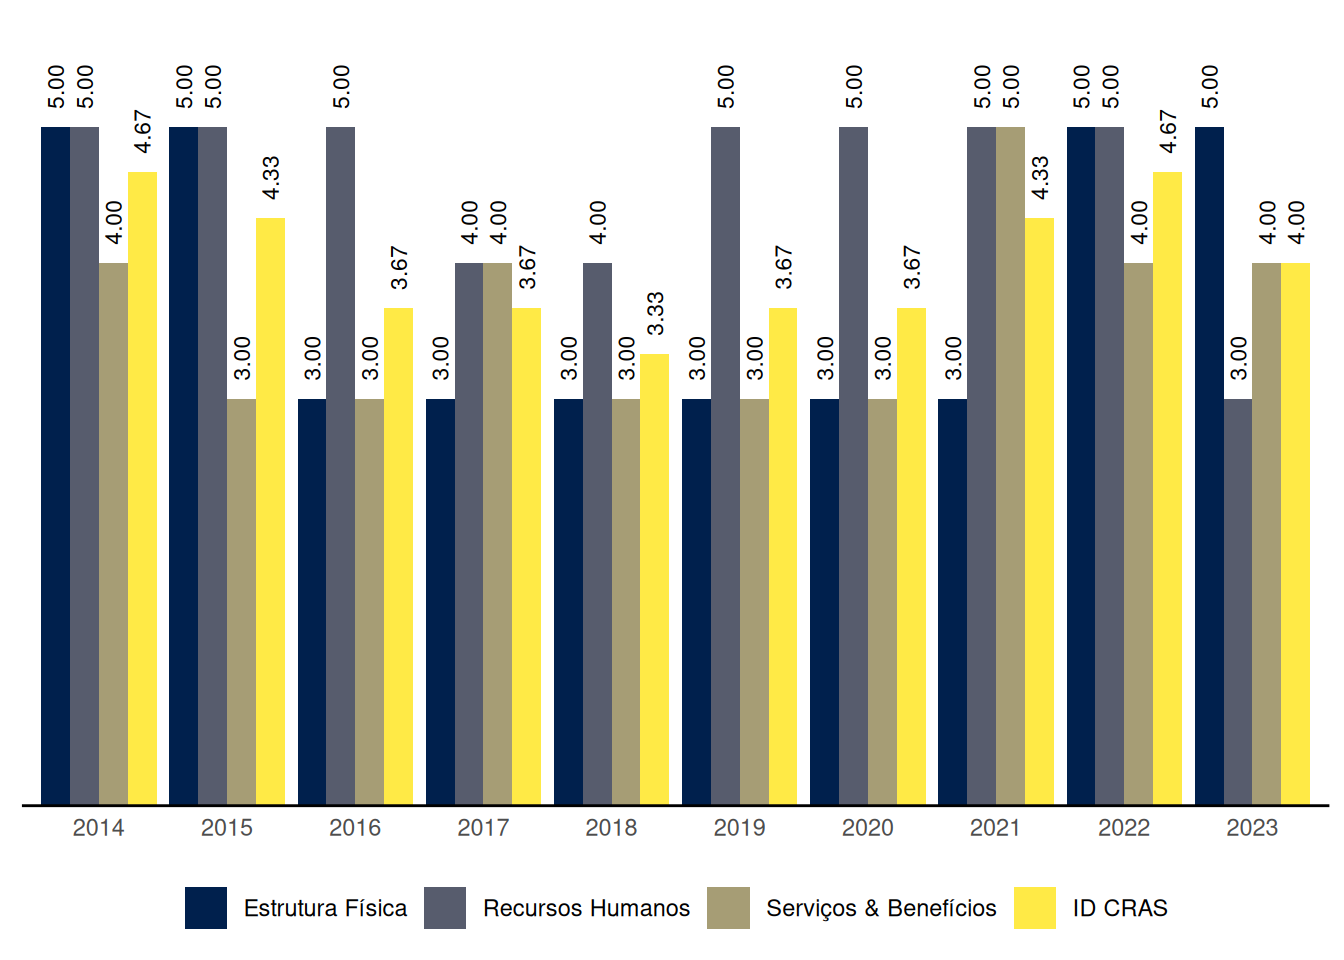 5.00 5.00 4.00 4.67
5.00 5.00 3.00 4.33
3.00 5.00 3.00 3.67
3.00 4.00 4.00 3.67
3.00 4.00 3.00 3.33
3.00 5.00 3.00 3.67
3.00 5.00 3.00 3.67
3.00 5.00 5.00 4.33
5.00 5.00 4.00 4.67
5.00 3.00 4.00 4.00
2014 2015 2016 2017 2018 2019 2020 2021 2022 2023
Estrutura Física Recursos Humanos Serviços & Benefícios ID CRAS